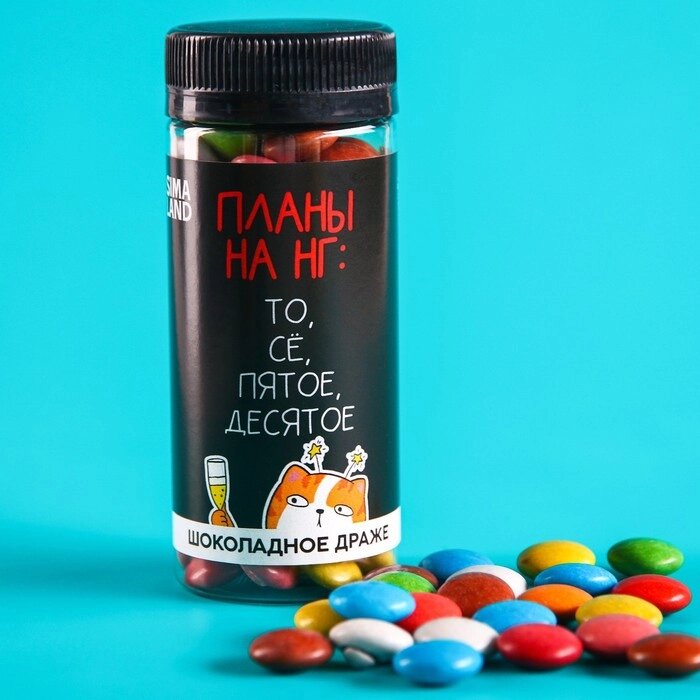 SIMA
LAND
ПЛАНЫ
НА НГ:
ТО,
СЁ,
ПЯТОЕ,
ДЕСЯТОЕ
ШОКОЛАДНОЕ ДРАЖЕ